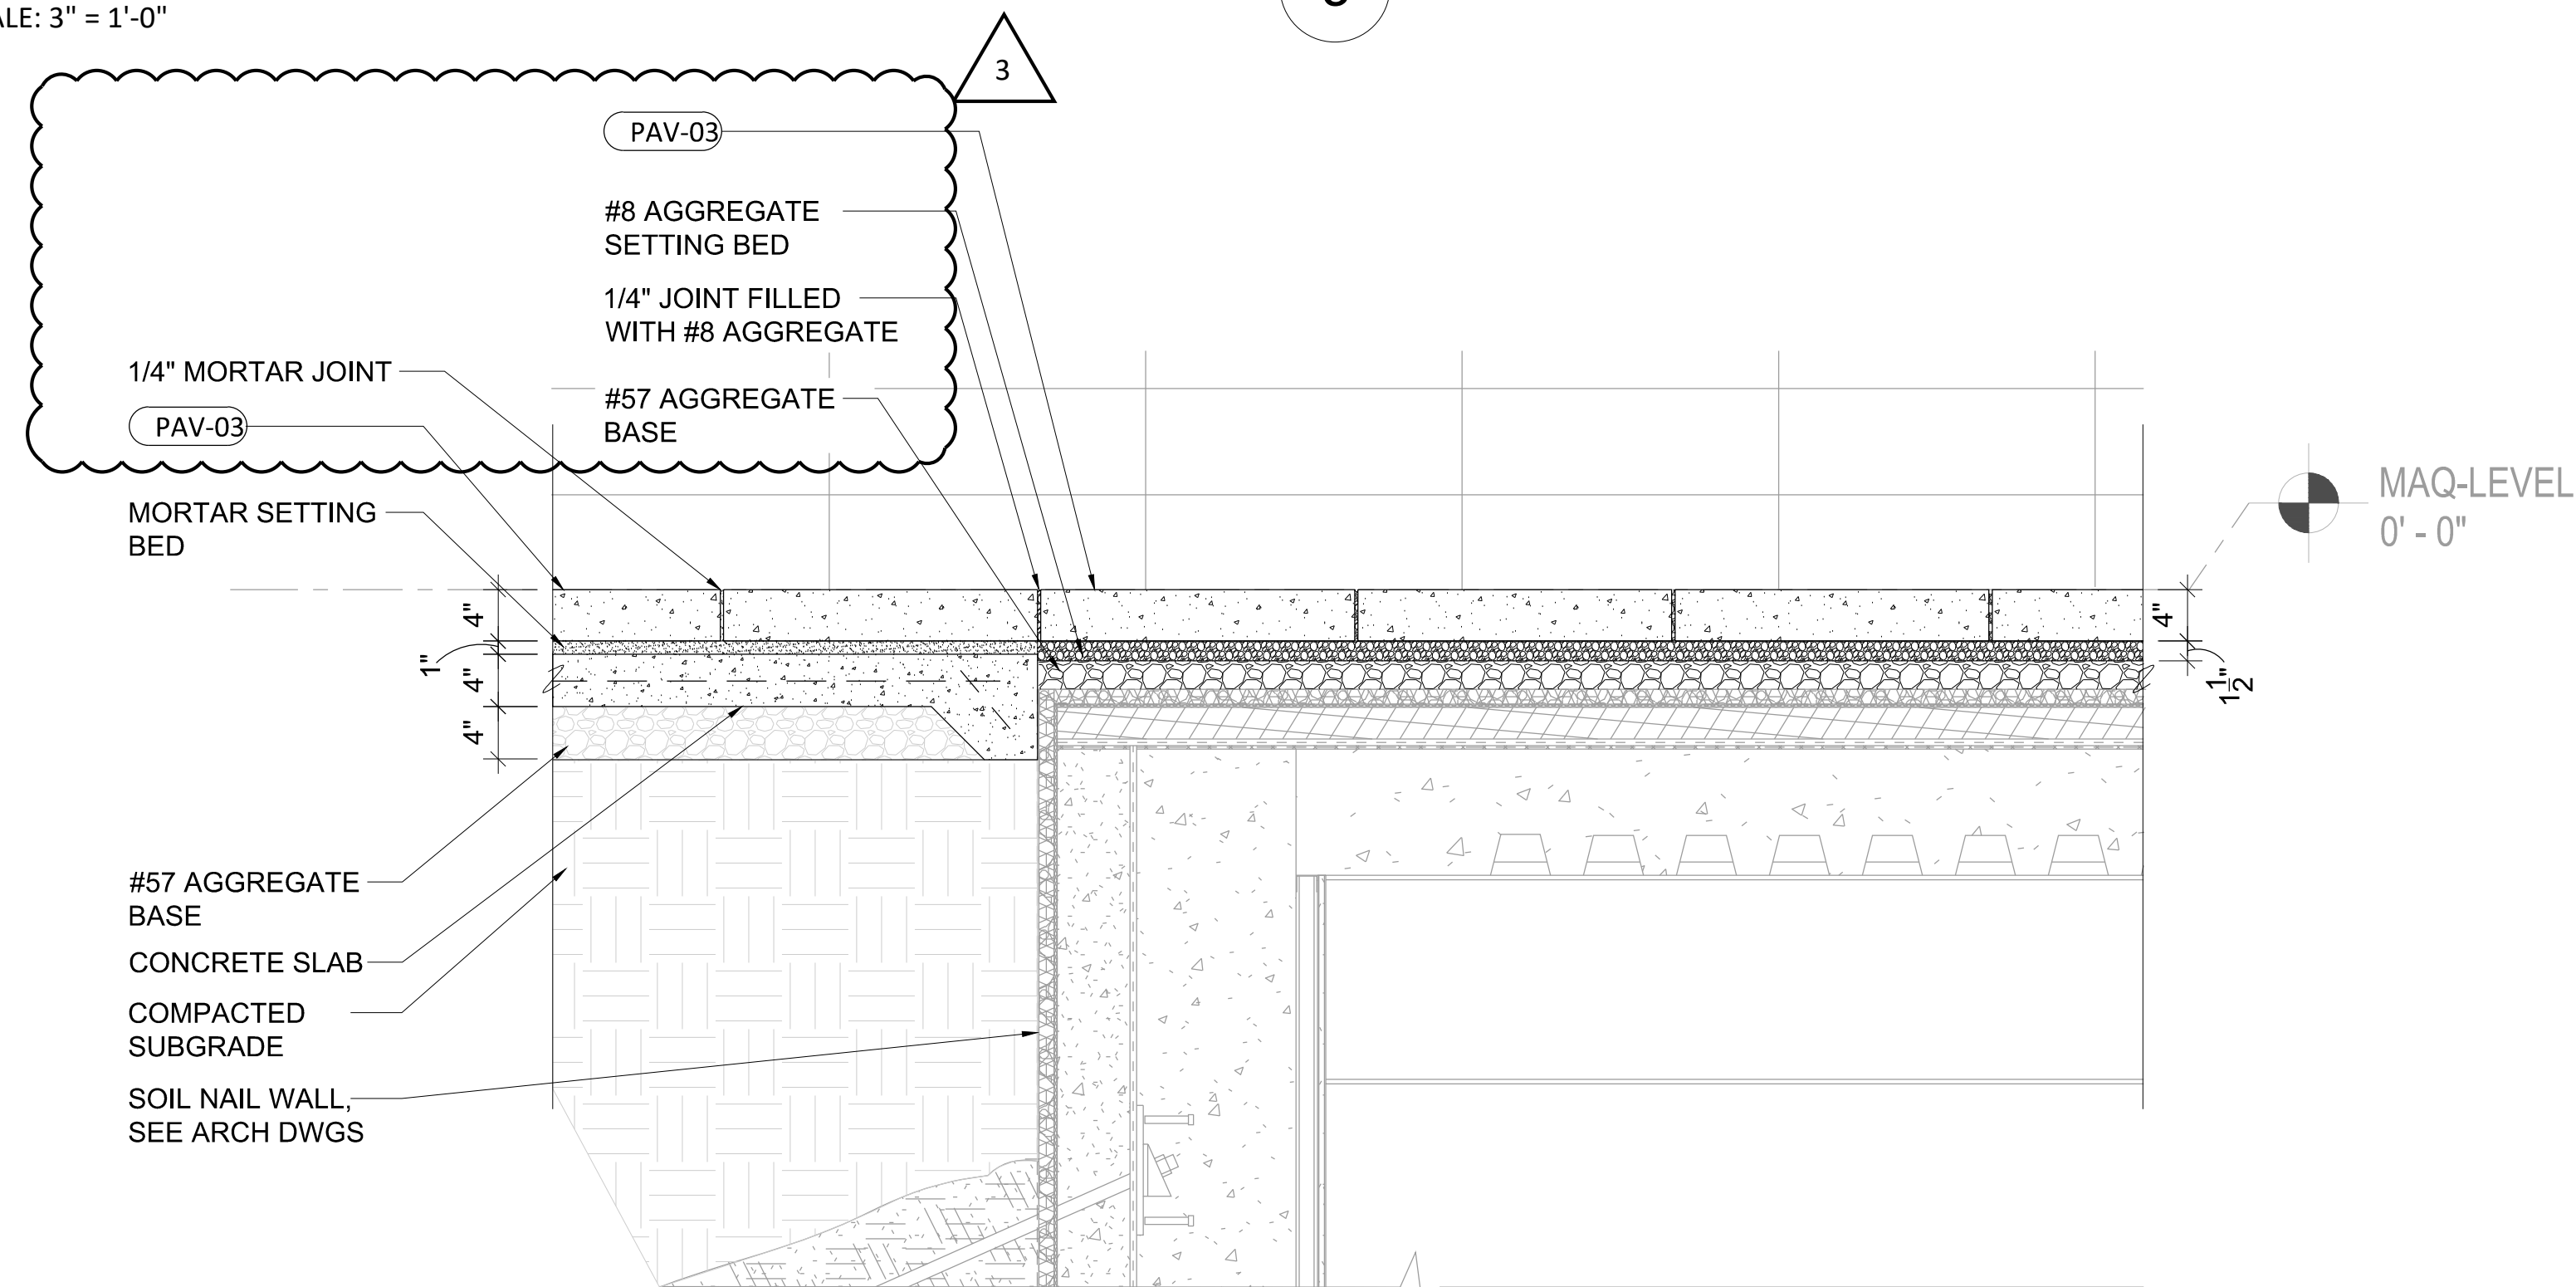 ALE: 3" = 1'-0"
3
PAV-03
#8 AGGREGATE
SETTING BED
1/4" JOINT FILLED
WITH #8 AGGREGATE
#57 AGGREGATE
BASE
1/4" MORTAR JOINT
PAV-03
MORTAR SETTING
BED
MAQ-LEVEL
0' - 0"
4"
1"
4"
4"
4"
1 1/2"
#57 AGGREGATE
BASE
CONCRETE SLAB
COMPACTED
SUBGRADE
SOIL NAIL WALL,
SEE ARCH DWGS